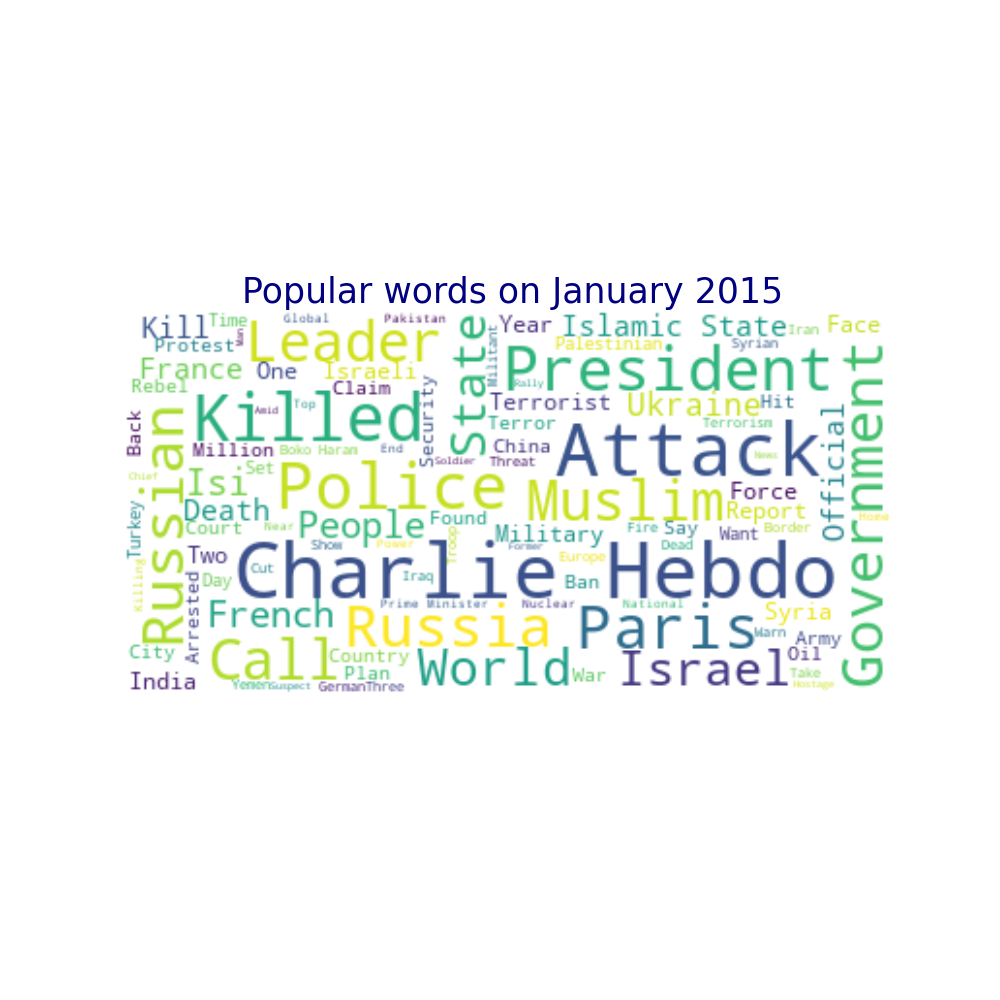 Popular words on January 2015
Kill
Time
Global
Pakistan
Man
Leader
State
Militant
Year
Islamic State
Iran
Face
Protest
Palestinian
Syrian
France
One
Israeli
President
Rally
Government
Rebel
Claim
Security
Terrorist
Ukraine
Hit
Back
Russian
Killed
Amid
Top
Terror
Attack
Terrorism
Official
Million
Boko Haram
End
China
Soldier
Threat
News
Chief
Isi
Set
Police
Muslim
Force
Death
Report
Home
Turkey
Court
Near
People
Found
Military
Fire
Say
Want
Border
Two
Show
Power
Troop
Former
Dead
Killing
Arrested
Day
Cut
Charlie Hebdo
Iraq
Europe
Ban
French
Prime Minister
Nuclear
National
Syria
Russia
Paris
Warn
Army
City
Call
Country
World
War
Israel
Oil
India
Plan
Take
Yemen
Suspect
German
Three
Hostage